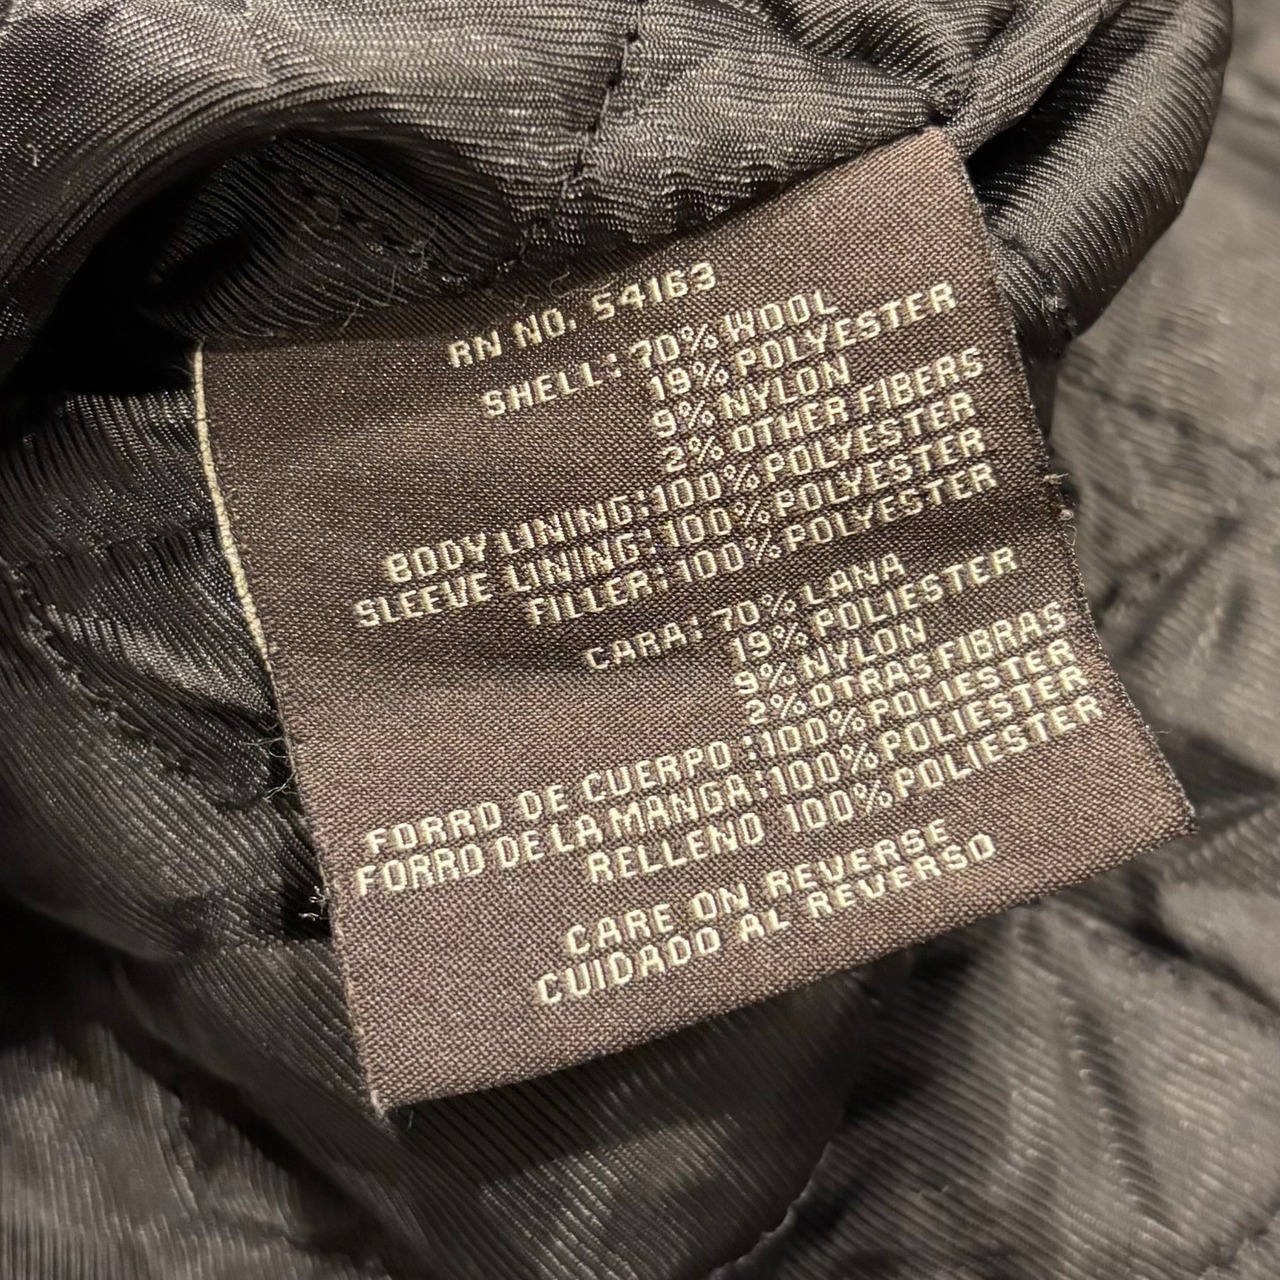 RN NO. 54163
SHELL: 70% WOOL
19% POLYESTER
9% NYLON
2% OTHER FIBERS
BODY LINING:100% POLYESTER
SLEEVE LINING:100% POLYESTER
FILLER:100% POLYESTER
CARA: 70% LANA
19% POLIESTER
9% NYLON
2% OTRAS FIBRAS
FORRO DE CUERPO :100% POLIESTER
FORRO DE LA MANGA:100% POLIESTER
RELLENO 100% POLIESTER
CARE ON REVERSE
CUIDADO AL REVERSO